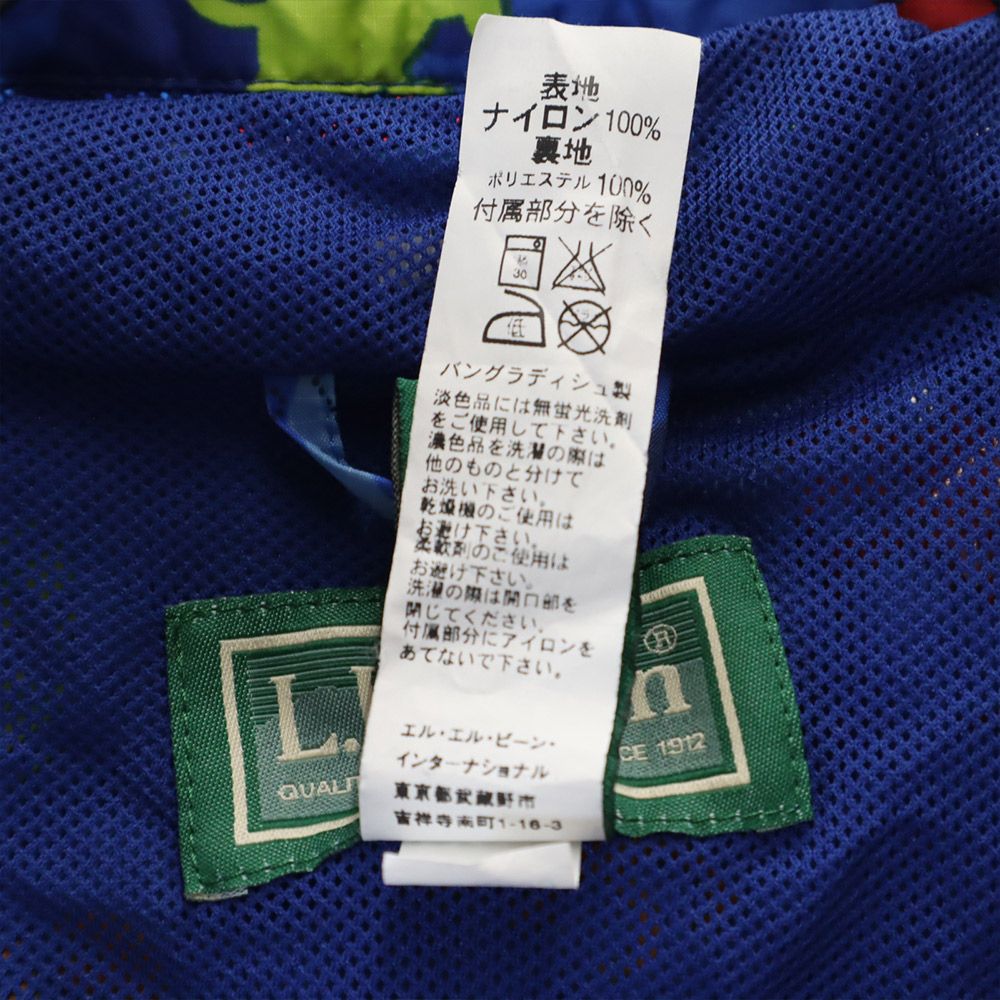 表地
ナイロン100%
裏地
ポリエステル100%
付属部分を除く
30
低
バングラディシュ製
淡色品には無蛍光洗剤
をご使用して下さい。
濃色品を洗濯の際は
他のものと分けて
お洗い下さい。
乾燥機のご使用は
お避け下さい。
柔軟剤のご使用は
お避け下さい。
洗濯の際は開口部を
閉じてください。
付属部分にアイロンを
あてないで下さい。
エル・エル・ビーン・
インターナショナル
東京都武蔵野市
吉祥寺南町1-16-3
L. n ®
QUALI CE 1912